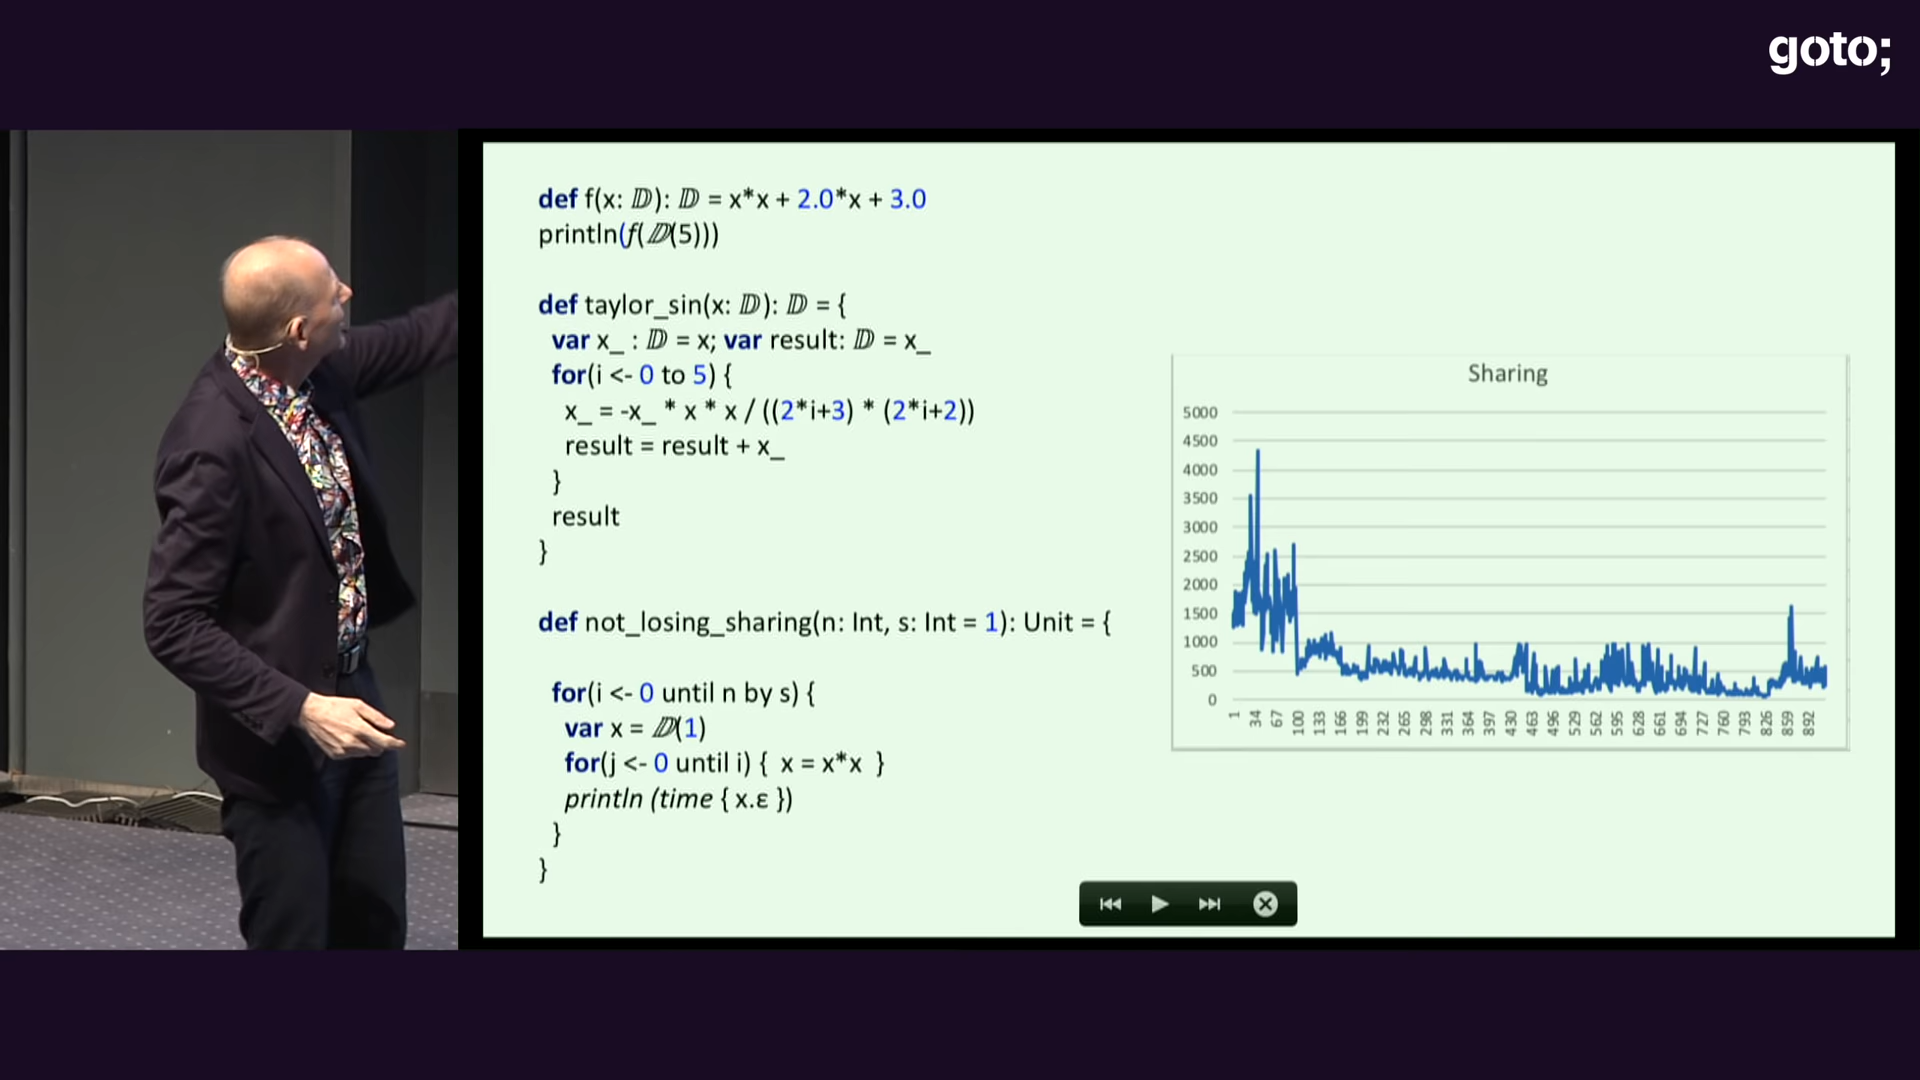 goto;
def f(x: 𝔻): 𝔻 = x*x + 2.0*x + 3.0
println(f(𝔻(5)))
def taylor_sin(x: 𝔻): 𝔻 = {
var x_ : 𝔻 = x; var result: 𝔻 = x_
for(i <- 0 to 5) {
x_ = -x_ * x * x / ((2*i+3) * (2*i+2))
result = result + x_
}
result
}
def not_losing_sharing(n: Int, s: Int = 1): Unit = {
for(i <- 0 until n by s) {
var x = 𝔻(1)
for(j <- 0 until i) { x = x*x }
println (time { x.ε })
}
}
Sharing
5000
4500
4000
3500
3000
2500
2000
1500
1000
500
0
1 34 67 100 133 166 199 232 265 298 331 364 397 430 463 496 529 562 595 628 661 694 727 760 793 826 859 892